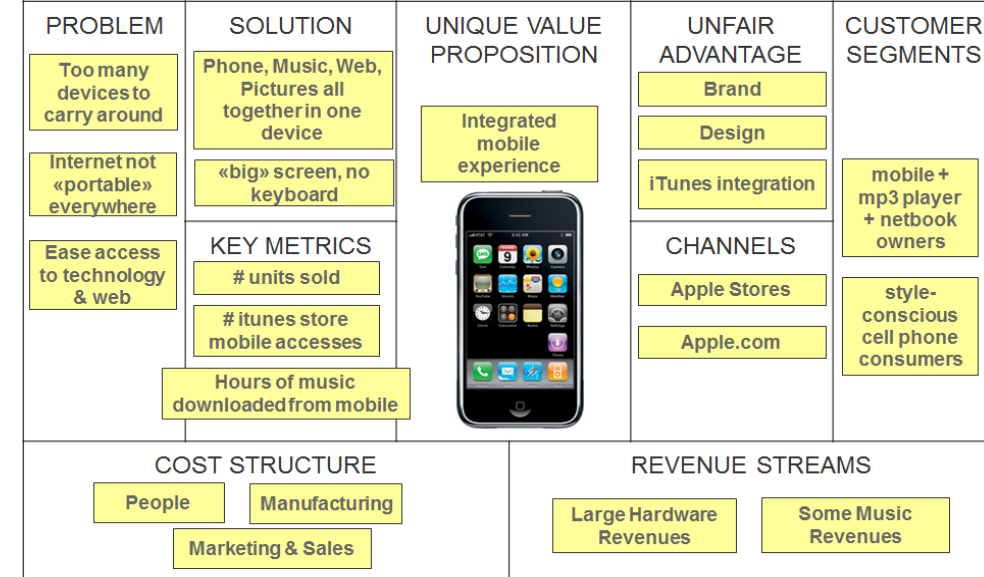 PROBLEM
Too many
devices to
carry around
Internet not
«portable»
everywhere
Ease access
to technology
& web
SOLUTION
Phone, Music, Web,
Pictures all
together in one
device
«big» screen, no
keyboard
KEY METRICS
# units sold
# itunes store
mobile accesses
Hours of music
downloaded from mobile
UNIQUE VALUE
PROPOSITION
Integrated
mobile
experience
UNFAIR
ADVANTAGE
Brand
Design
iTunes integration
CHANNELS
Apple Stores
Apple.com
CUSTOMER
SEGMENTS
mobile +
mp3 player
+ netbook
owners
style-
conscious
cell phone
consumers
COST STRUCTURE
People
Manufacturing
Marketing & Sales
REVENUE STREAMS
Large Hardware
Revenues
Some Music
Revenues